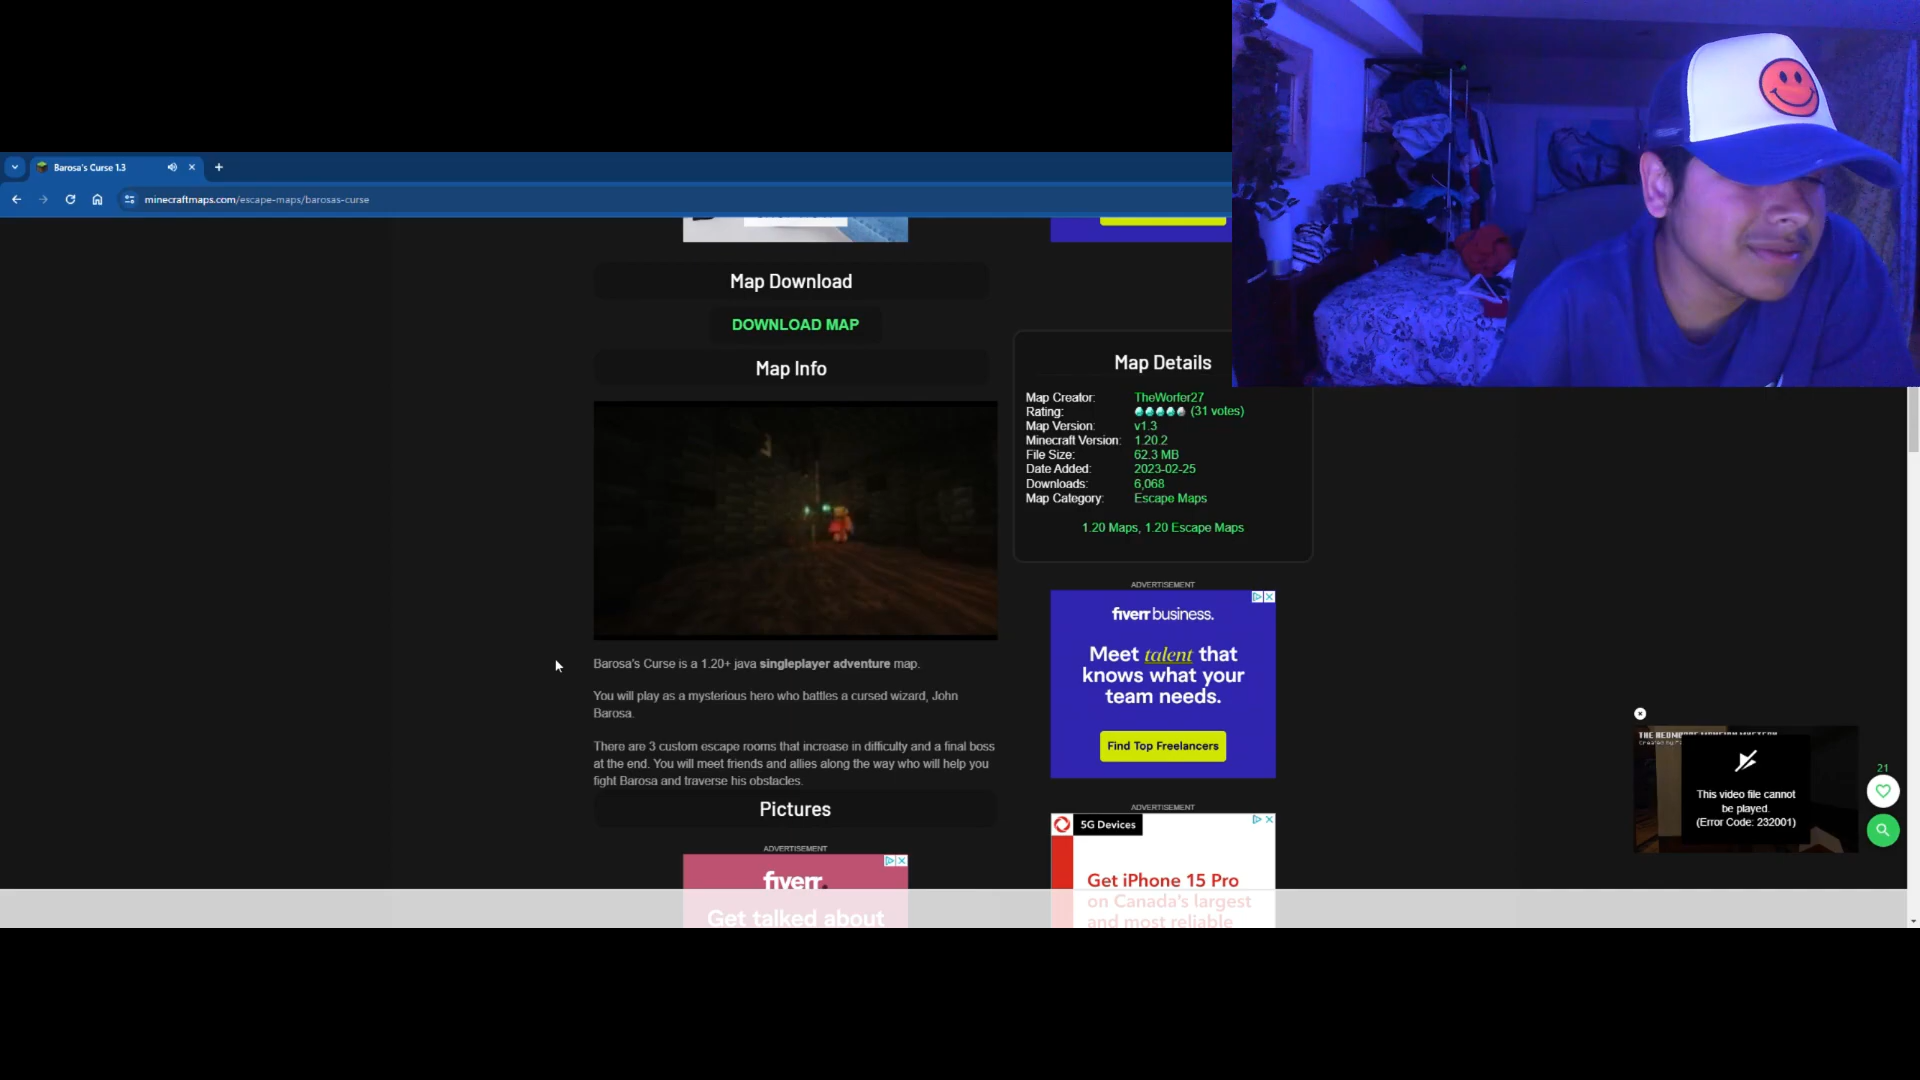 Barosa's Curse 1.3
minecraftmaps.com/escape-maps/barosas-curse
Map Download
DOWNLOAD MAP
Map Info
Barosa's Curse is a 1.20+ java singleplayer adventure map.
You will play as a mysterious hero who battles a cursed wizard, John
Barosa.
There are 3 custom escape rooms that increase in difficulty and a final boss
at the end. You will meet friends and allies along the way who will help you
fight Barosa and traverse his obstacles.
Pictures
ADVERTISEMENT
fiverr.
Get talked about
Map Details
Map Creator: TheWorfer27
Rating: (31 votes)
Map Version: v1.3
Minecraft Version: 1.20.2
File Size: 62.3 MB
Date Added: 2023-02-25
Downloads: 6,068
Map Category: Escape Maps
1.20 Maps, 1.20 Escape Maps
ADVERTISEMENT
fiverr business.
Meet talent that
knows what your
team needs.
Find Top Freelancers
ADVERTISEMENT
5G Devices
Get iPhone 15 Pro
on Canada's largest
and most reliable
THE REDMOORE MANSION MYSTERY
This video file cannot
be played.
(Error Code: 232001)
21